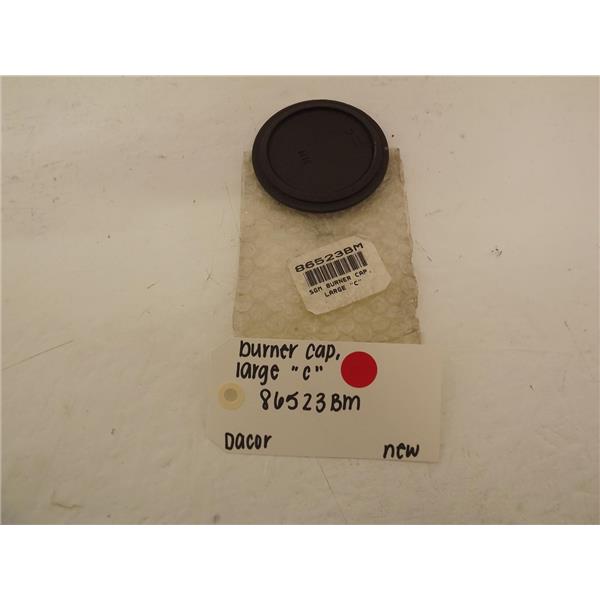 86523BM
SGM BURNER CAP,
LARGE "C"
burner cap,
large "c"
86523BM
Dacor
new